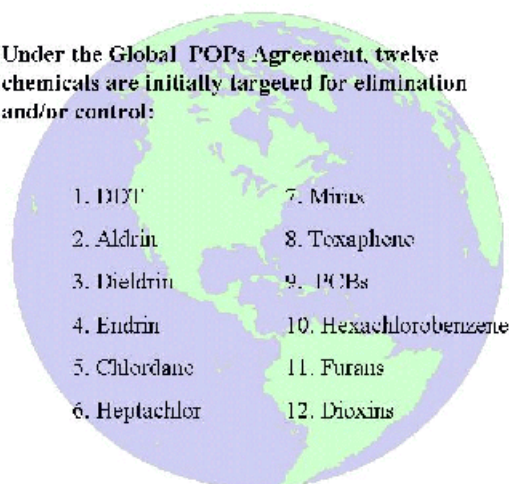 Under the Global POPs Agreement, twelve
chemicals are initially targeted for elimination
and/or control:
1. DDT
2. Aldrin
3. Dieldrin
4. Endrin
5. Chlordane
6. Heptachlor
7. Mirax
8. Toxaphene
9. PCBs
10. Hexachlorobenzene
11. Furans
12. Dioxins